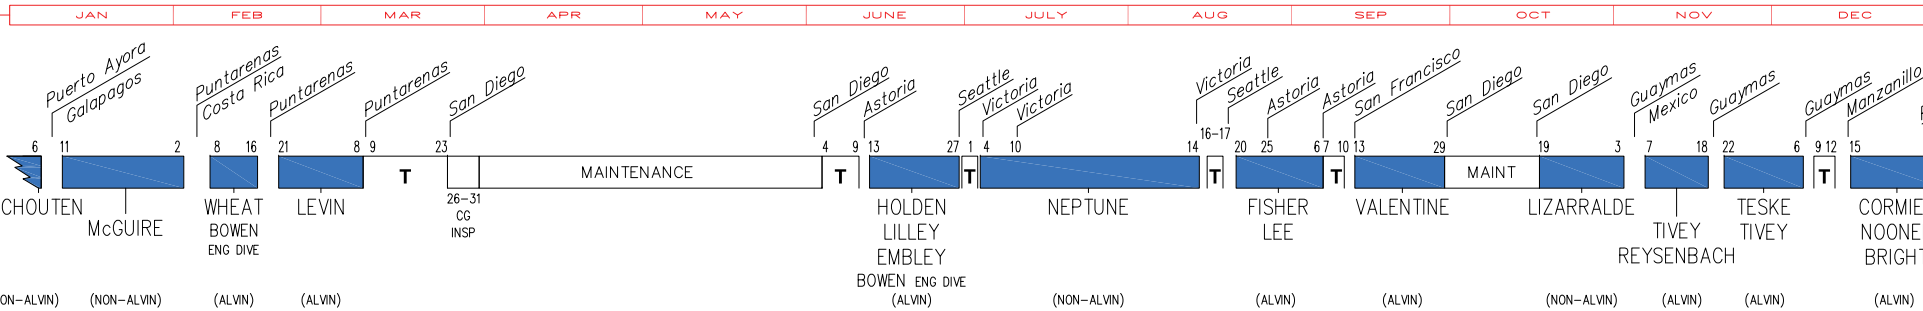 JAN FEB MAR APR MAY JUNE JULY AUG SEP OCT NOV DEC
Puerto Ayora
Galapagos
Puntarenas
Costa Rica
Puntarenas
Puntarenas
San Diego
San Diego
Astoria
Seattle
Victoria
Victoria
Victoria
Seattle
Astoria
Astoria
San Francisco
San Diego
San Diego
Guaymas
Mexico
Guaymas
Guaymas
Manzanillo
16-17
6 11 2 8 16 21 8 9 23 4 9 13 27 1 4 10 14 20 25 6 7 10 13 29 19 3 7 18 22 6 9 12 15
T MAINTENANCE T T T T MAINT T
26-31
CG
INSP
CHOUTEN McGUIRE WHEAT LEVIN HOLDEN NEPTUNE FISHER VALENTINE LIZARRALDE TIVEY TESKE CORMIE
BOWEN LILLEY LEE REYSENBACH TIVEY NOONE
ENG DIVE EMBLEY BRIGHT
BOWEN ENG DIVE
ON-ALVIN) (NON-ALVIN) (ALVIN) (ALVIN) (ALVIN) (NON-ALVIN) (ALVIN) (ALVIN) (NON-ALVIN) (ALVIN) (ALVIN) (ALVIN)